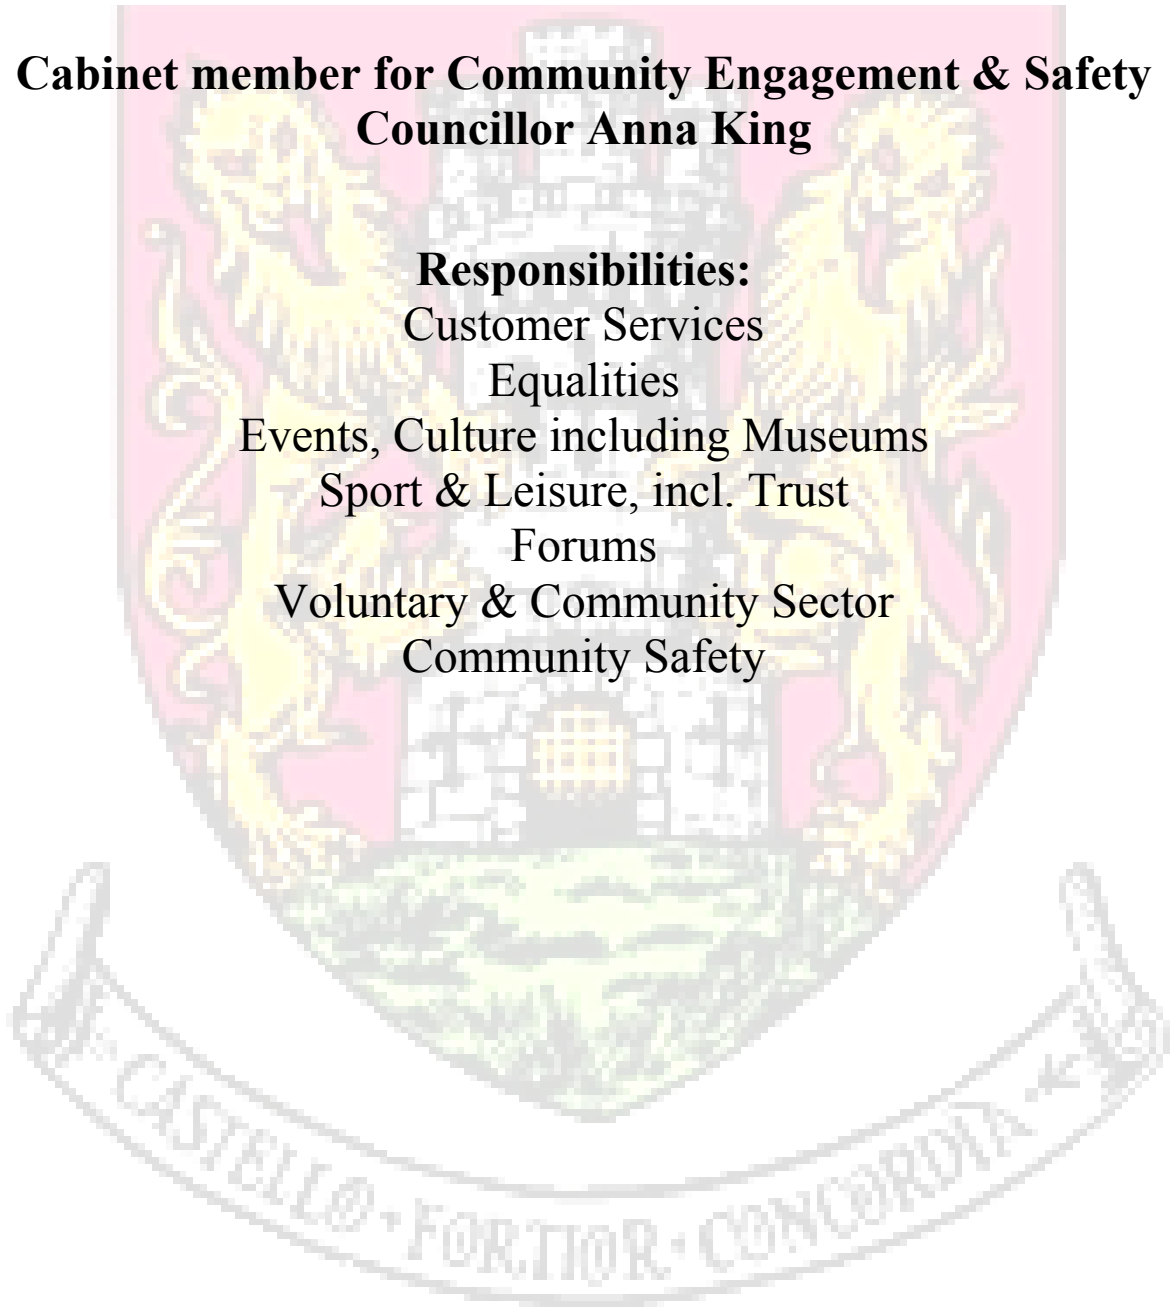 Cabinet member for Community Engagement & Safety
Councillor Anna King
Responsibilities:
Customer Services
Equalities
Events, Culture including Museums
Sport & Leisure, incl. Trust
Forums
Voluntary & Community Sector
Community Safety
CASTELLO · FORTIOR · CONCORDIA